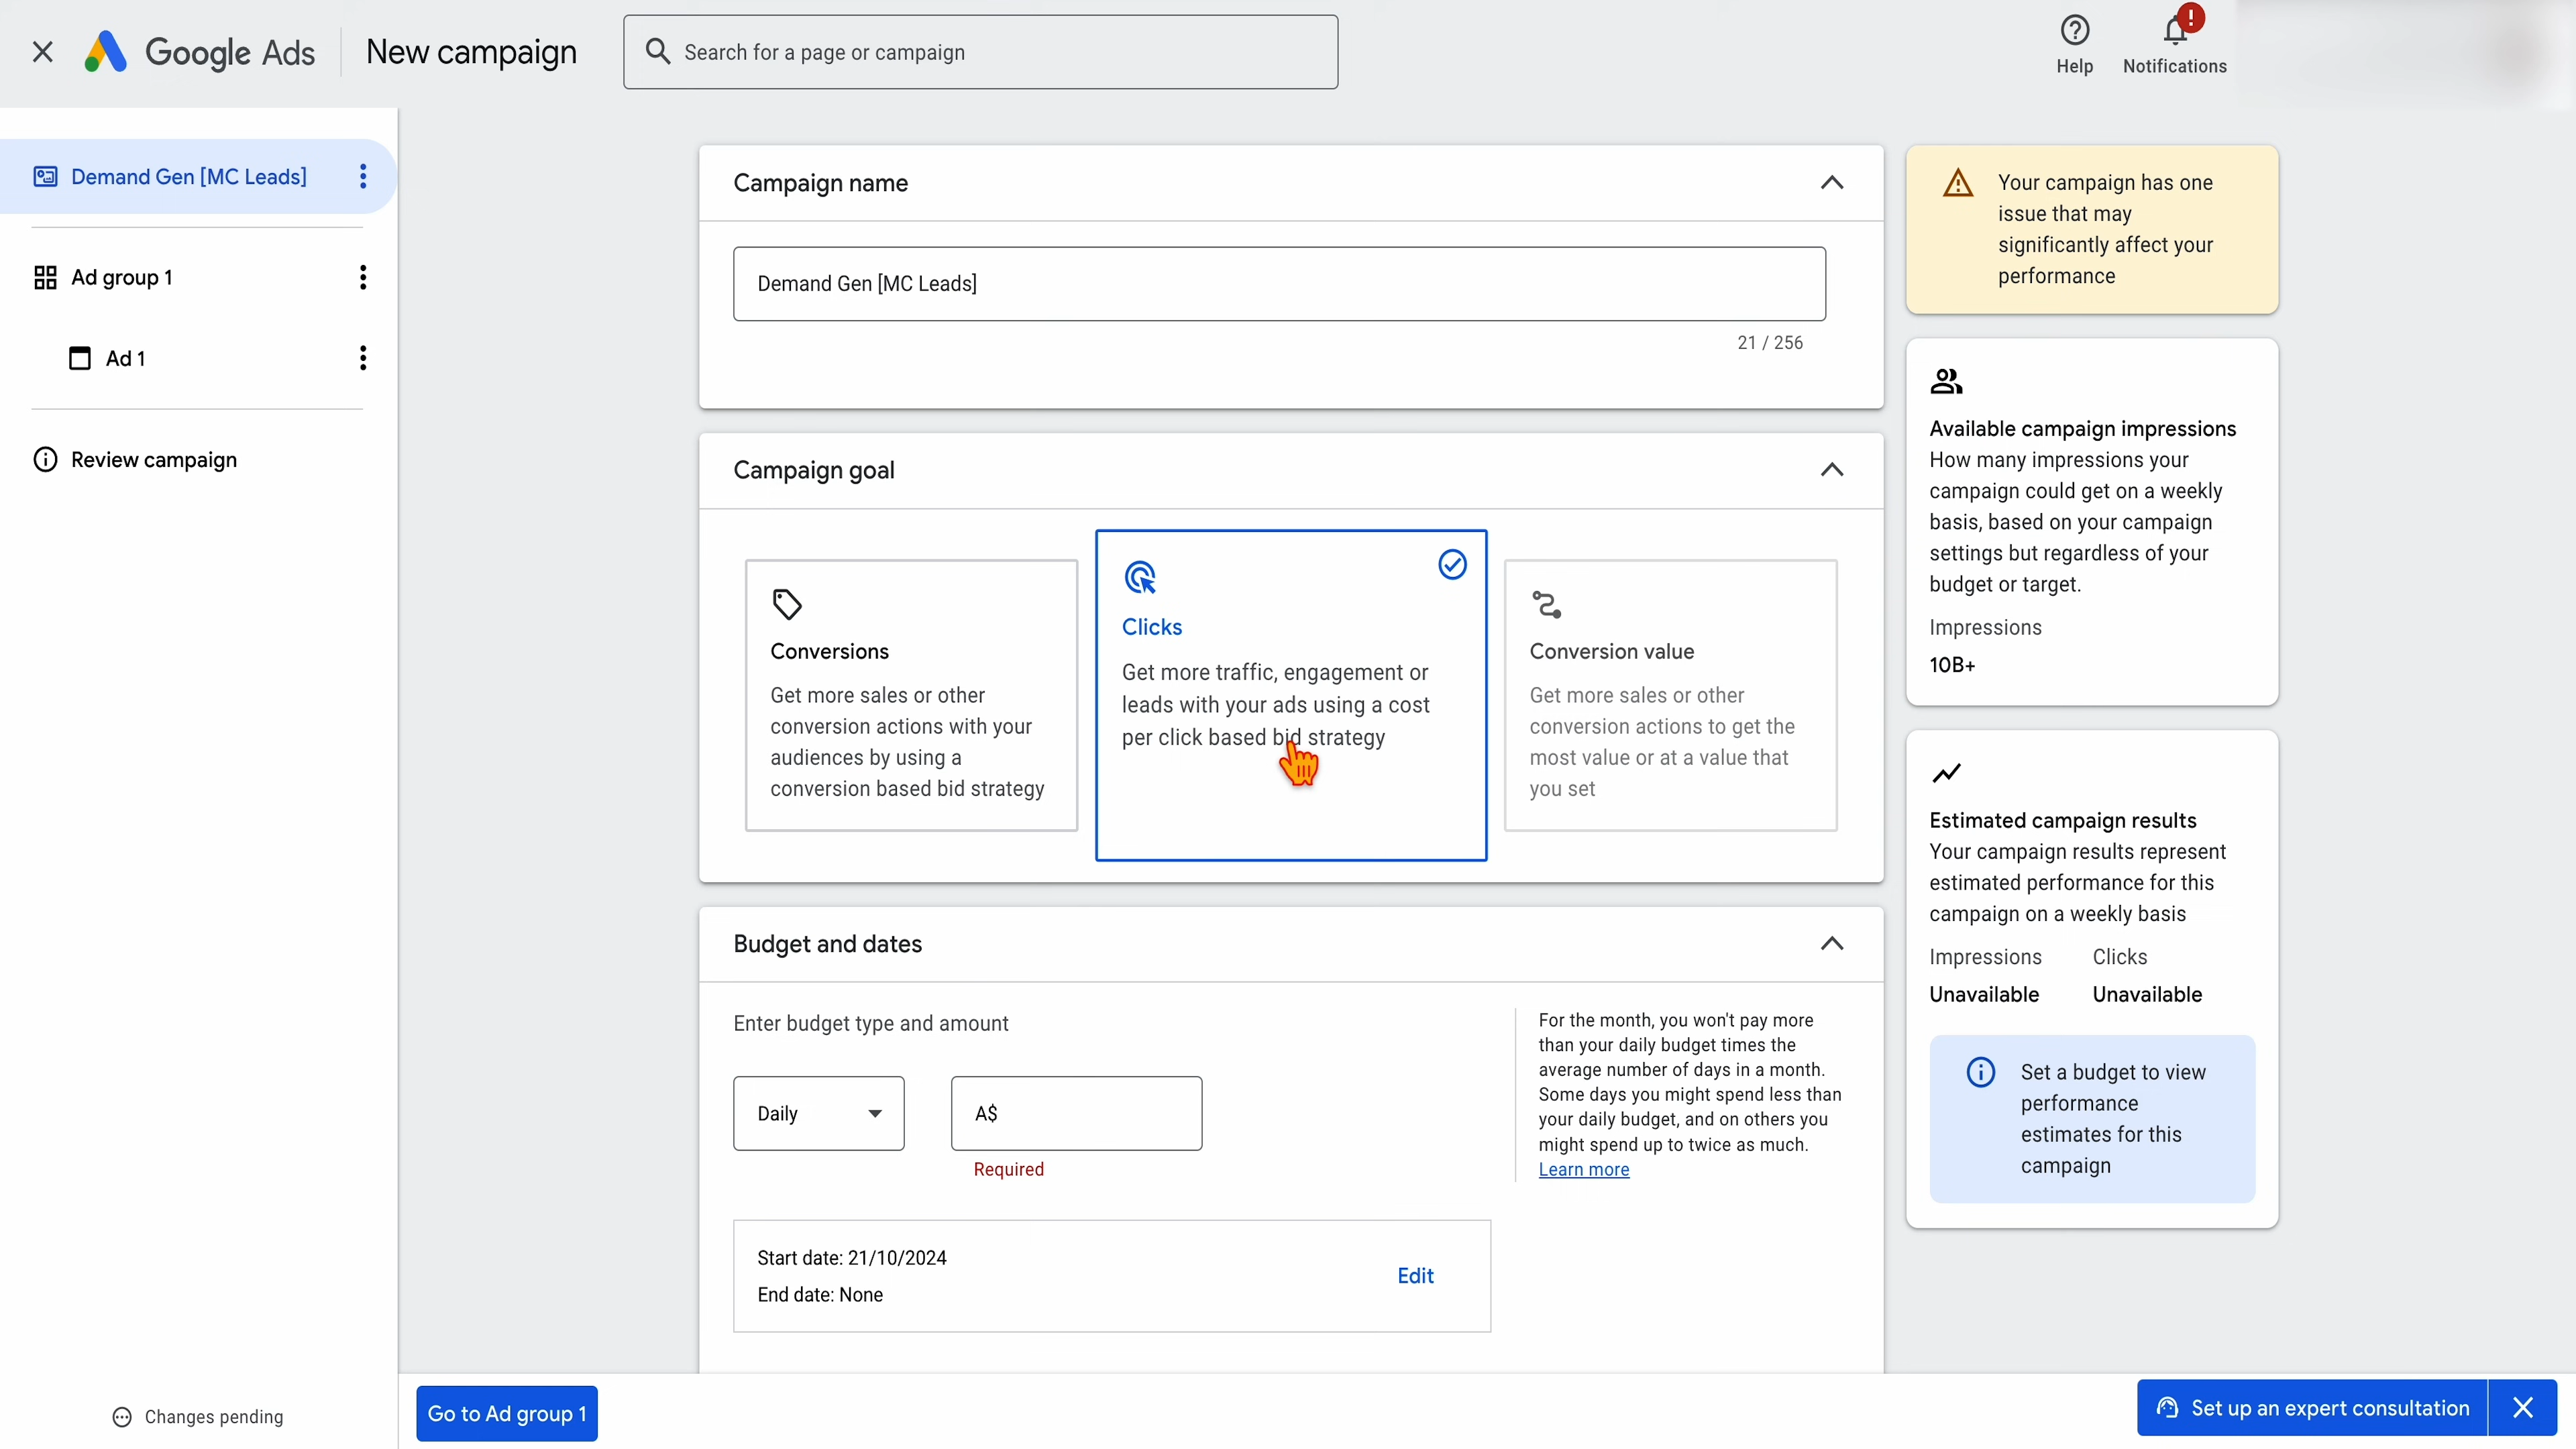 Google Ads
New campaign
Search for a page or campaign
Help
!
Notifications
Demand Gen [MC Leads]
Ad group 1
Ad 1
Review campaign
Changes pending
Campaign name
Demand Gen [MC Leads]
21 / 256
Campaign goal
Conversions
Get more sales or other
conversion actions with your
audiences by using a
conversion based bid strategy
Clicks
Get more traffic, engagement or
leads with your ads using a cost
per click based bid strategy
Conversion value
Get more sales or other
conversion actions to get the
most value or at a value that
you set
Budget and dates
Enter budget type and amount
Daily
A$
Required
For the month, you won't pay more
than your daily budget times the
average number of days in a month.
Some days you might spend less than
your daily budget, and on others you
might spend up to twice as much.
Learn more
Start date: 21/10/2024
End date: None
Edit
Your campaign has one
issue that may
significantly affect your
performance
Available campaign impressions
How many impressions your
campaign could get on a weekly
basis, based on your campaign
settings but regardless of your
budget or target.
Impressions
10B+
Estimated campaign results
Your campaign results represent
estimated performance for this
campaign on a weekly basis
Impressions Clicks
Unavailable Unavailable
Set a budget to view
performance
estimates for this
campaign
Go to Ad group 1
Set up an expert consultation